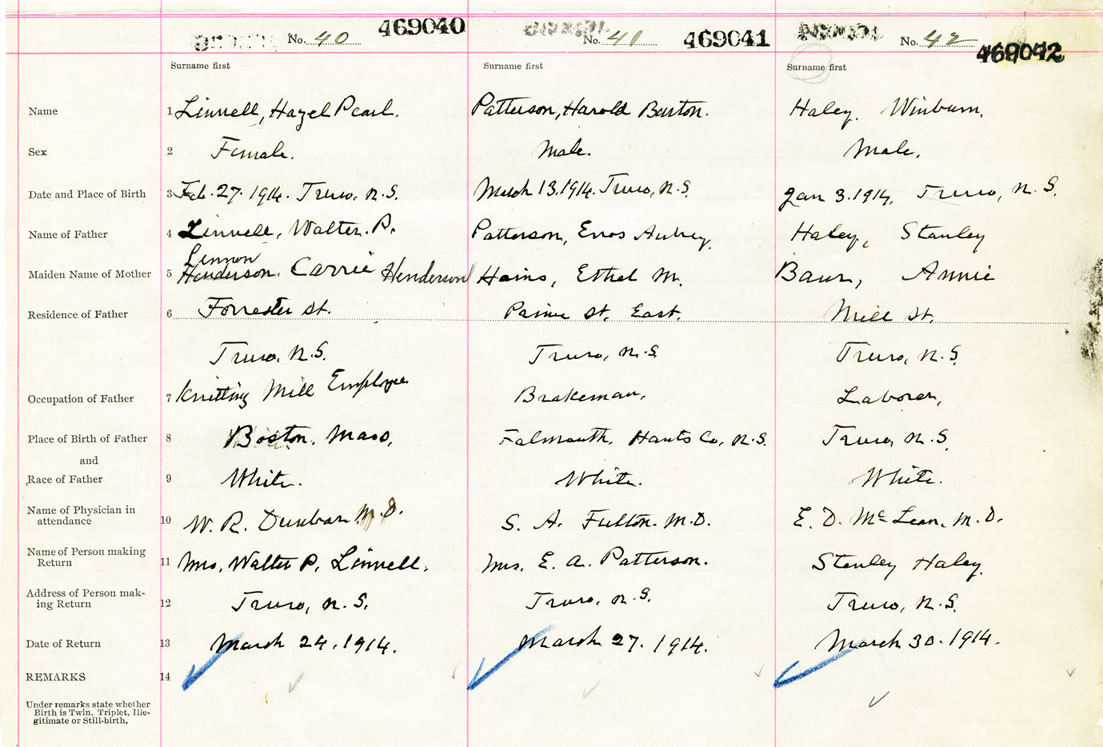 No. 40 469040 No. 41 469041 No. 42 469042
Surname first Surname first Surname first
Name 1 Linnell, Hazel Pearl. Patterson, Harold Barton. Haley, Winburn.
Sex 2 Female. Male. Male.
Date and Place of Birth 3 Feb. 27. 1914. Truro, N.S. March 13, 1914. Truro, N.S. Jan 3. 1914, Truro, N.S.
Name of Father 4 Linnell, Walter. P. Patterson, Enos Aubrey. Haley, Stanley
Lennon
Maiden Name of Mother 5 Henderson. Carrie Henderson Hains, Ethel M. Annie
Residence of Father 6 Forrester St. St. East. Mill St.
Truro, N.S. Truro, N.S. Truro, N.S.
Occupation of Father 7 Knitting Mill Employee Brakeman, Laborer,
Place of Birth of Father 8 Boston, Mass, Falmouth, Hants Co, N.S. Truro, N.S.
and
Race of Father 9 White. White. White.
Name of Physician in
attendance 10 W. R. Dunbar M.D. S. A. Fulton. M.D. E. D. McLean, M.D.
Name of Person making
Return 11 Mrs. Walter P. Linnell. Mrs. E. A. Patterson. Stanley Haley.
Address of Person mak-
ing Return 12 Truro, N.S. Truro, N.S. Truro, N.S.
Date of Return 13 March 24, 1914. March 27. 1914. March 30. 1914.
REMARKS 14
Under remarks state whether
Birth is Twin, Triplet, Ille-
gitimate or Still-birth.